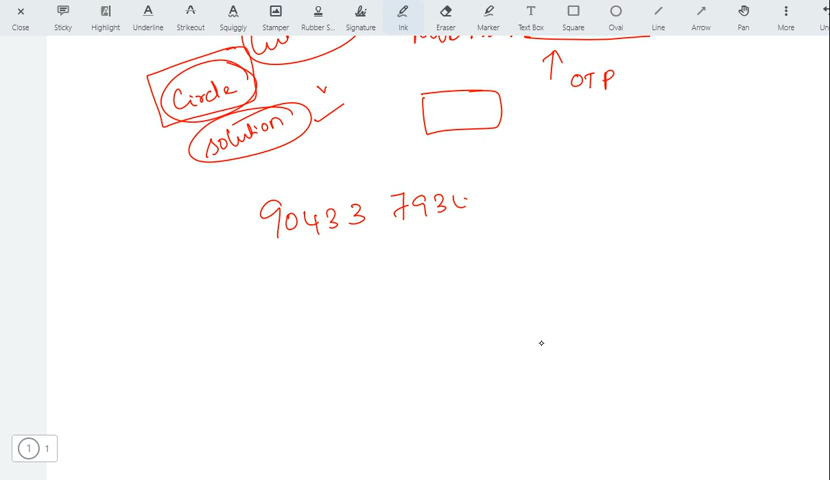 Close Sticky Highlight Underline Strikeout Squiggly Stamper Rubber S... Signature Ink Eraser Marker Text Box Square Oval Line Arrow Pan More
Circle
OTP
solution
90433 793
1 1